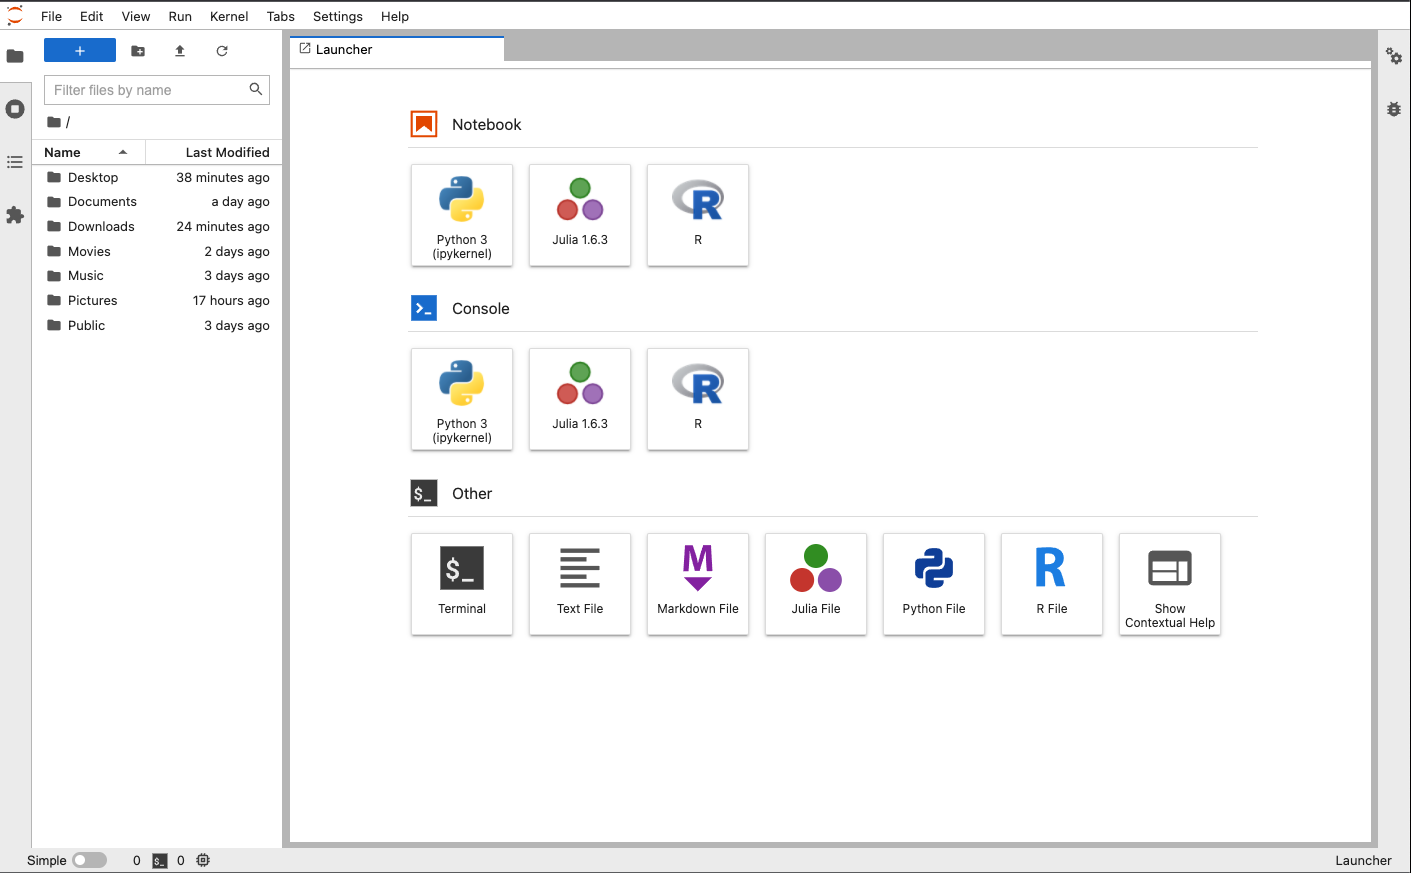 File Edit View Run Kernel Tabs Settings Help
+
Filter files by name
/
Name Last Modified
Desktop 38 minutes ago
Documents a day ago
Downloads 24 minutes ago
Movies 2 days ago
Music 3 days ago
Pictures 17 hours ago
Public 3 days ago
Launcher
Notebook
Python 3
(ipykernel)
Julia 1.6.3
R
Console
Python 3
(ipykernel)
Julia 1.6.3
R
$_ Other
$_
Terminal
Text File
M
Markdown File
Julia File
Python File
R
R File
Show
Contextual Help
Simple 0 $_ 0 Launcher